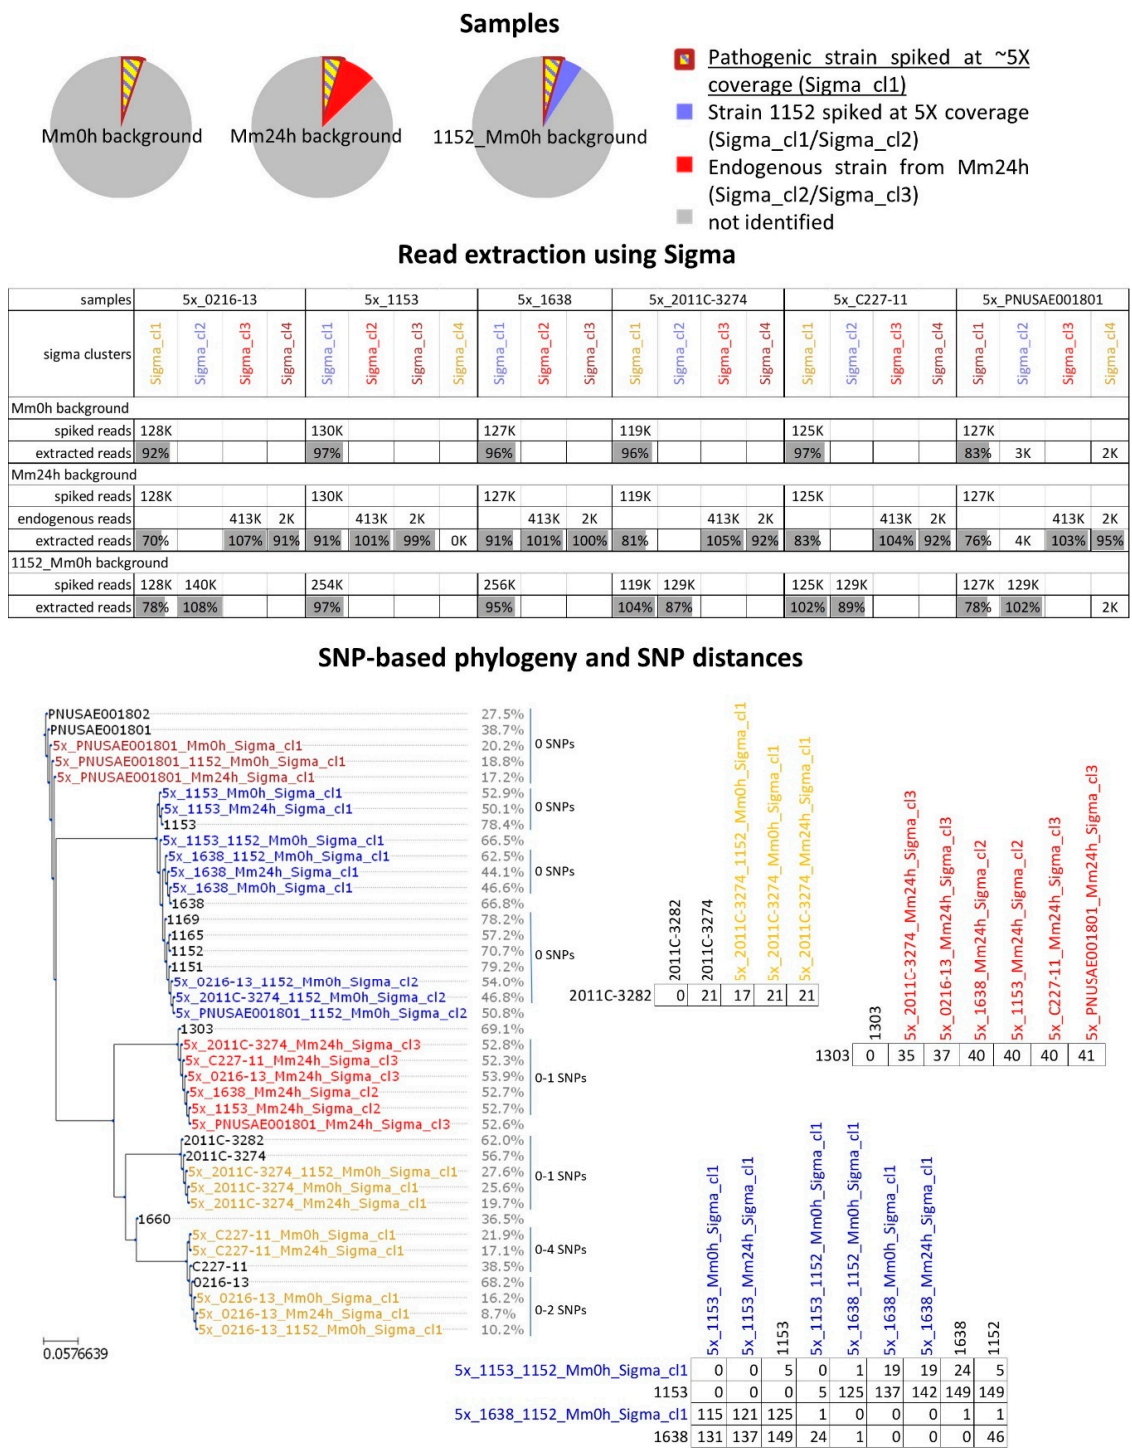 Samples
Mm0h background
Mm24h background
1152_Mm0h background
Pathogenic strain spiked at ~5X
coverage (Sigma_cl1)
Strain 1152 spiked at 5X coverage
(Sigma_cl1/Sigma_cl2)
Endogenous strain from Mm24h
(Sigma_cl2/Sigma_cl3)
not identified
Read extraction using Sigma
samples 5x_0216-13 5x_1153 5x_1638 5x_2011C-3274 5x_C227-11 5x_PNUSAE001801
sigma clusters Sigma_cl1 Sigma_cl2 Sigma_cl3 Sigma_cl4 Sigma_cl1 Sigma_cl2 Sigma_cl3 Sigma_cl4 Sigma_cl1 Sigma_cl2 Sigma_cl3 Sigma_cl1 Sigma_cl2 Sigma_cl3 Sigma_cl4 Sigma_cl1 Sigma_cl2 Sigma_cl3 Sigma_cl4 Sigma_cl1 Sigma_cl2 Sigma_cl3 Sigma_cl4
Mm0h background
spiked reads 128K 130K 127K 119K 125K 127K
extracted reads 92% 97% 96% 96% 97% 83% 3K 2K
Mm24h background
spiked reads 128K 130K 127K 119K 125K 127K
endogenous reads 413K 2K 413K 2K 413K 2K 413K 2K 413K 2K 413K 2K
extracted reads 70% 107% 91% 91% 101% 99% 0K 91% 101% 100% 81% 105% 92% 83% 104% 92% 76% 4K 103% 95%
1152_Mm0h background
spiked reads 128K 140K 254K 256K 119K 129K 125K 129K 127K 129K
extracted reads 78% 108% 97% 95% 104% 87% 102% 89% 78% 102% 2K
SNP-based phylogeny and SNP distances
PNUSAE001802 27.5%
PNUSAE001801 38.7%
5x_PNUSAE001801_Mm0h_Sigma_cl1 20.2%
5x_PNUSAE001801_1152_Mm0h_Sigma_cl1 18.8%
5x_PNUSAE001801_Mm24h_Sigma_cl1 17.2%
0 SNPs
5x_1153_Mm0h_Sigma_cl1 52.9%
5x_1153_Mm24h_Sigma_cl1 50.1%
1153 78.4%
0 SNPs
5x_1153_1152_Mm0h_Sigma_cl1 66.5%
5x_1638_1152_Mm0h_Sigma_cl1 62.5%
5x_1638_Mm24h_Sigma_cl1 44.1%
5x_1638_Mm0h_Sigma_cl1 46.6%
1638 66.8%
0 SNPs
1169 78.2%
1165 57.2%
1152 70.7%
1151 79.2%
5x_0216-13_1152_Mm0h_Sigma_cl2 54.0%
5x_2011C-3274_1152_Mm0h_Sigma_cl2 46.8%
5x_PNUSAE001801_1152_Mm0h_Sigma_cl2 50.8%
0 SNPs
1303 69.1%
5x_2011C-3274_Mm24h_Sigma_cl3 52.8%
5x_C227-11_Mm24h_Sigma_cl3 52.3%
5x_0216-13_Mm24h_Sigma_cl3 53.9%
5x_1638_Mm24h_Sigma_cl2 52.7%
5x_1153_Mm24h_Sigma_cl2 52.7%
5x_PNUSAE001801_Mm24h_Sigma_cl3 52.6%
0-1 SNPs
2011C-3282 62.0%
2011C-3274 56.7%
5x_2011C-3274_1152_Mm0h_Sigma_cl1 27.6%
5x_2011C-3274_Mm0h_Sigma_cl1 25.6%
5x_2011C-3274_Mm24h_Sigma_cl1 19.7%
0-1 SNPs
1660 36.5%
5x_C227-11_Mm0h_Sigma_cl1 21.9%
5x_C227-11_Mm24h_Sigma_cl1 17.1%
C227-11 38.5%
0-4 SNPs
0216-13 68.2%
5x_0216-13_Mm0h_Sigma_cl1 16.2%
5x_0216-13_Mm24h_Sigma_cl1 8.7%
5x_0216-13_1152_Mm0h_Sigma_cl1 10.2%
0-2 SNPs
0.0576639
2011C-3282
2011C-3274
5x_2011C-3274_1152_Mm0h_Sigma_cl1
5x_2011C-3274_Mm0h_Sigma_cl1
5x_2011C-3274_Mm24h_Sigma_cl1
2011C-3282 0 21 17 21 21
1303
5x_2011C-3274_Mm24h_Sigma_cl3
5x_0216-13_Mm24h_Sigma_cl3
5x_1638_Mm24h_Sigma_cl2
5x_1153_Mm24h_Sigma_cl2
5x_C227-11_Mm24h_Sigma_cl3
5x_PNUSAE001801_Mm24h_Sigma_cl3
1303 0 35 37 40 40 40 41
5x_1153_Mm0h_Sigma_cl1
5x_1153_Mm24h_Sigma_cl1
1153
5x_1153_1152_Mm0h_Sigma_cl1
5x_1638_1152_Mm0h_Sigma_cl1
5x_1638_Mm0h_Sigma_cl1
5x_1638_Mm24h_Sigma_cl1
1638
1152
5x_1153_1152_Mm0h_Sigma_cl1 0 0 5 0 1 19 19 24 5
1153 0 0 0 5 125 137 142 149 149
5x_1638_1152_Mm0h_Sigma_cl1 115 121 125 1 0 0 0 1 1
1638 131 137 149 24 1 0 0 0 46